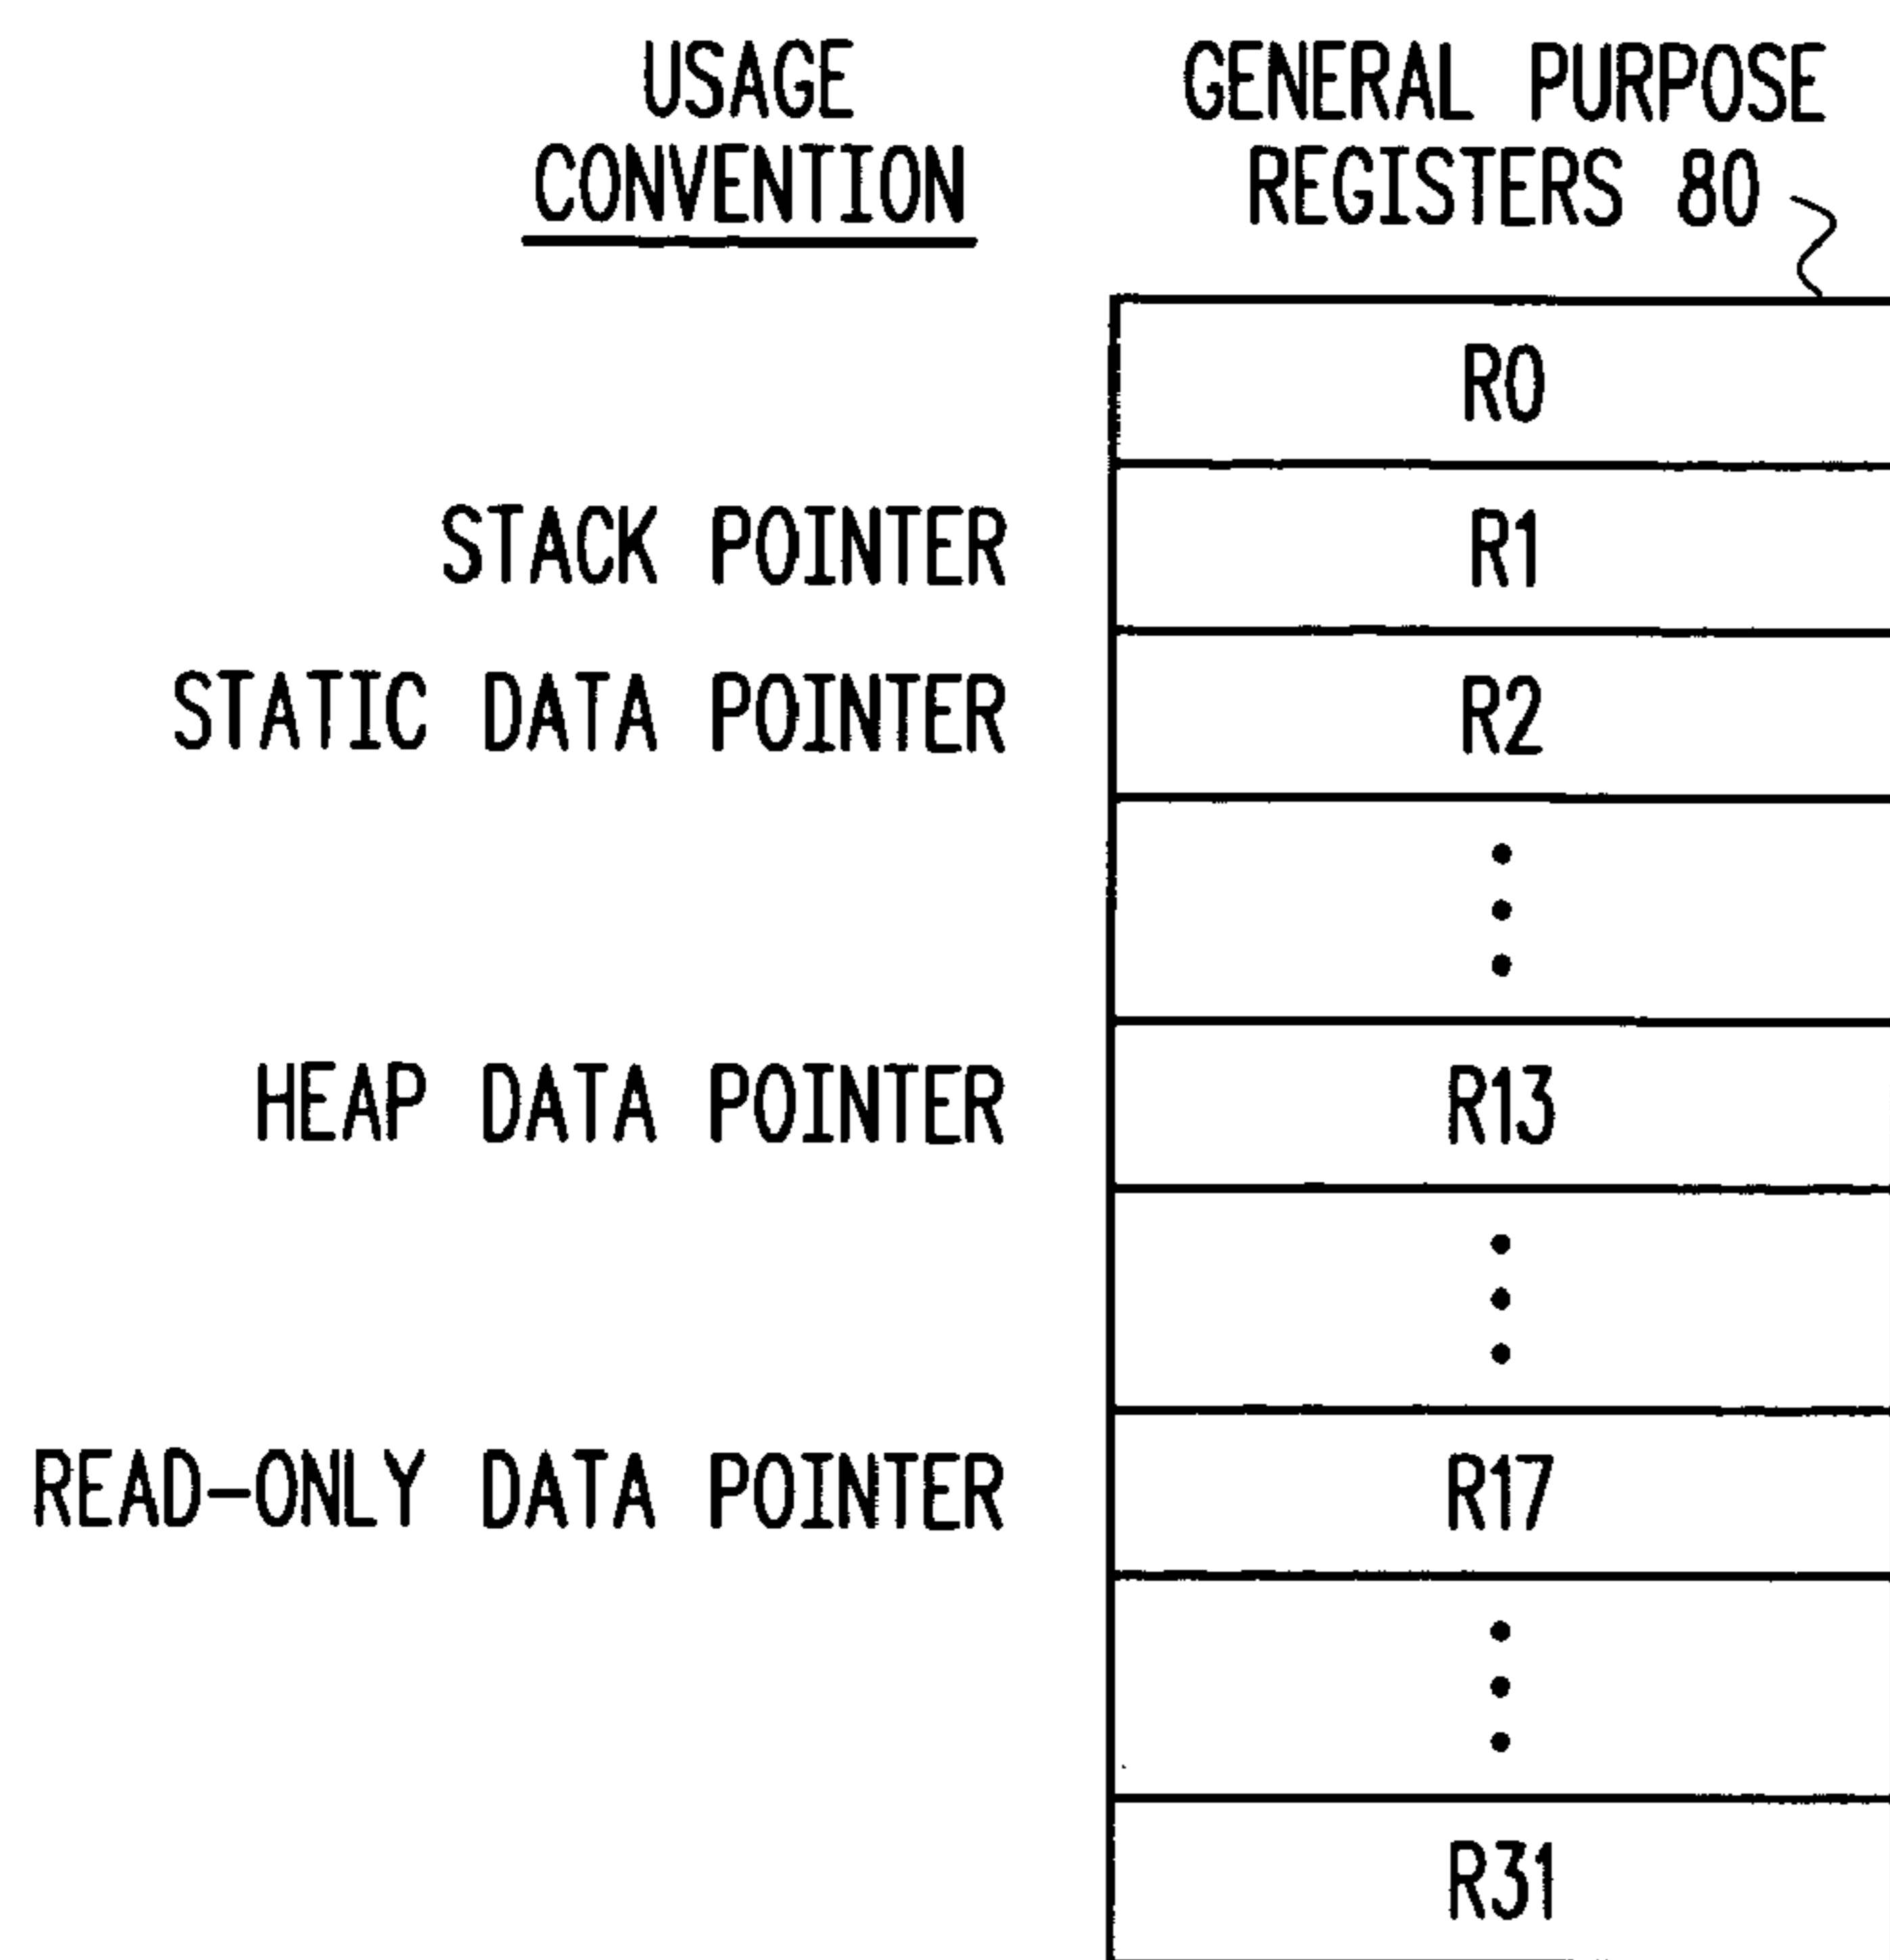 USAGE
CONVENTION
GENERAL PURPOSE
REGISTERS 80
R0
STACK POINTER R1
STATIC DATA POINTER R2
HEAP DATA POINTER R13
READ-ONLY DATA POINTER R17
R31